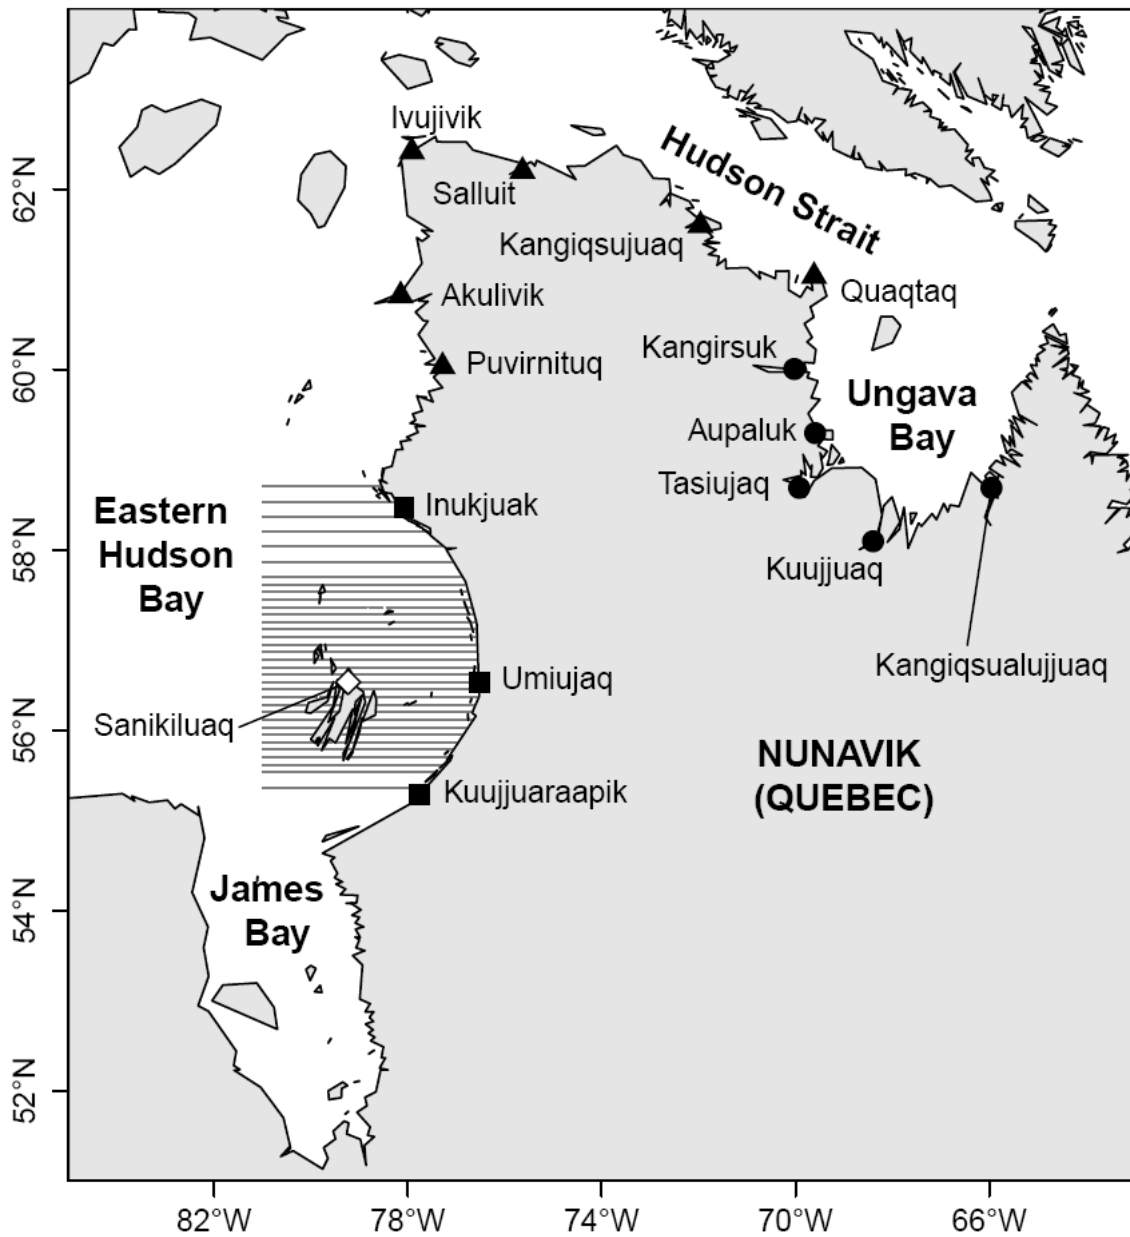 Ivujivik
62°N
Salluit
Hudson Strait
Kangiqsujuaq
Akulivik
Quaqtaq
60°N
Puvirnituq
Kangirsuk
Ungava
Bay
Aupaluk
Tasiujaq
Eastern
Hudson
Bay
Inukjuak
58°N
Kuujjuaq
Kangiqsualujjuaq
Umiujaq
Sanikiluaq
56°N
NUNAVIK
(QUEBEC)
Kuujjuaraapik
James
Bay
54°N
52°N
82°W
78°W
74°W
70°W
66°W